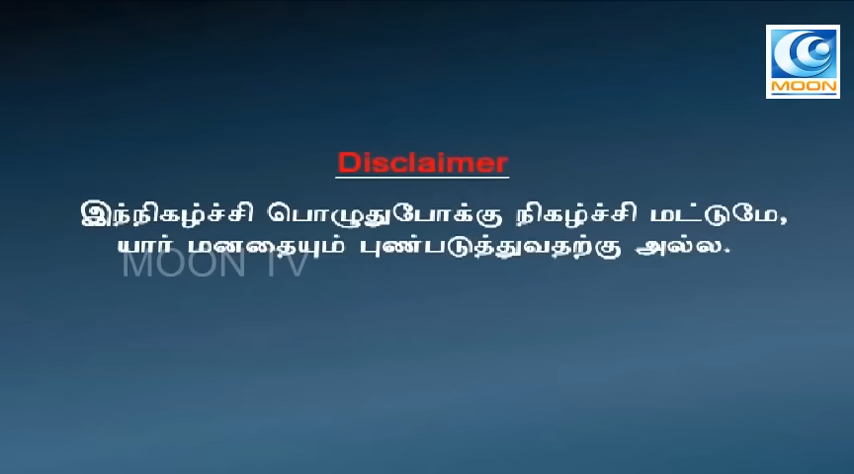 MOON
Disclaimer
இந்நிகழ்ச்சி பொழுதுபோக்கு நிகழ்ச்சி மட்டுமே,
யார் மனதையும் புண்படுத்துவதற்கு அல்ல.
MOON TV